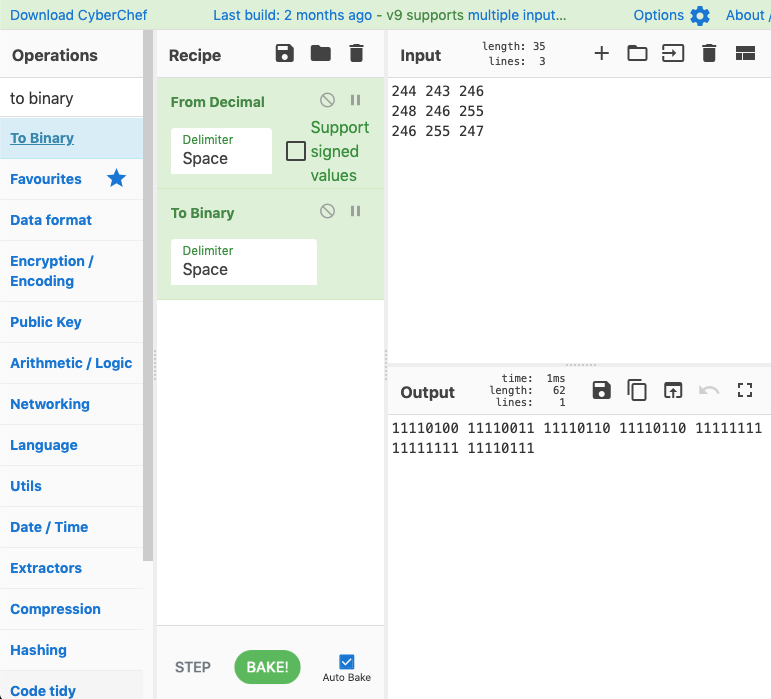 Download CyberChef
Last build: 2 months ago - v9 supports multiple input...
Options
About /
Operations
to binary
To Binary
Favourites
Data format
Encryption /
Encoding
Public Key
Arithmetic / Logic
Networking
Language
Utils
Date / Time
Extractors
Compression
Hashing
Code tidy
Recipe
From Decimal
Delimiter
Space
Support
signed
values
To Binary
Delimiter
Space
STEP
BAKE!
Auto Bake
Input
length: 35
lines: 3
244 243 246
248 246 255
246 255 247
Output
time: 1ms
length: 62
lines: 1
11110100 11110011 11110110 11110110 11111111
11111111 11110111